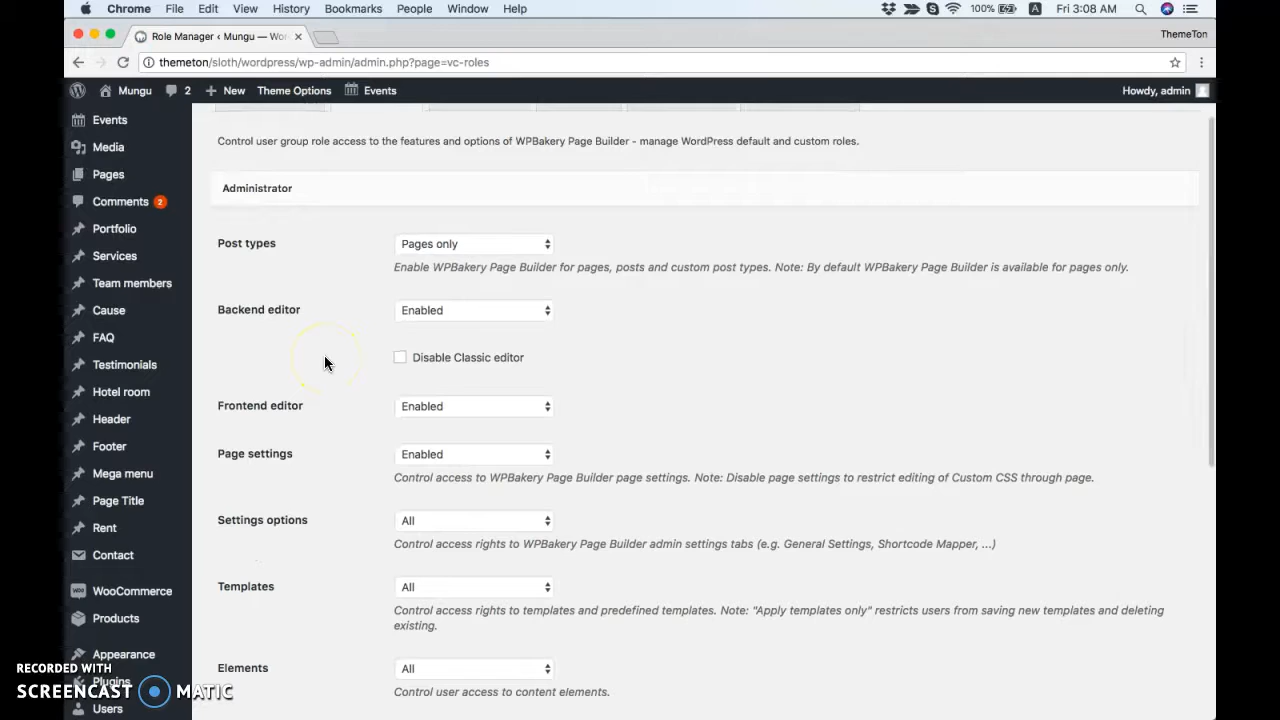 Chrome File Edit View History Bookmarks People Window Help 100% A Fri 3:08 AM
Role Manager ‹ Mungu — Wor ThemeTon
themeton/sloth/wordpress/wp-admin/admin.php?page=vc-roles
Mungu 2 New Theme Options Events Howdy, admin
Events
Media
Pages
Comments 2
Portfolio
Services
Team members
Cause
FAQ
Testimonials
Hotel room
Header
Footer
Mega menu
Page Title
Rent
Contact
WooCommerce
Products
Appearance
Plugins
Users
Control user group role access to the features and options of WPBakery Page Builder - manage WordPress default and custom roles.
Administrator
Post types Pages only
Enable WPBakery Page Builder for pages, posts and custom post types. Note: By default WPBakery Page Builder is available for pages only.
Backend editor Enabled
Disable Classic editor
Frontend editor Enabled
Page settings Enabled
Control access to WPBakery Page Builder page settings. Note: Disable page settings to restrict editing of Custom CSS through page.
Settings options All
Control access rights to WPBakery Page Builder admin settings tabs (e.g. General Settings, Shortcode Mapper, ...)
Templates All
Control access rights to templates and predefined templates. Note: "Apply templates only" restricts users from saving new templates and deleting
existing.
Elements All
Control user access to content elements.
RECORDED WITH
SCREENCAST MATIC